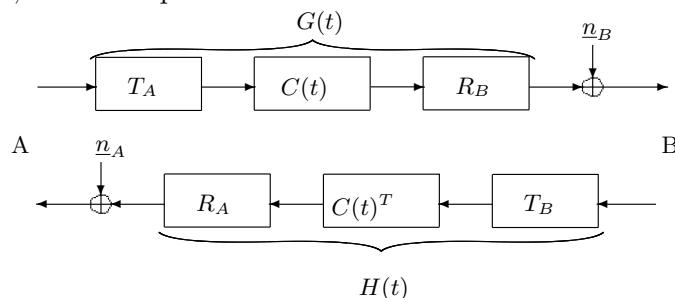 G(t)
n_B
T_A C(t) R_B
A B
n_A
R_A C(t)^T T_B
H(t)